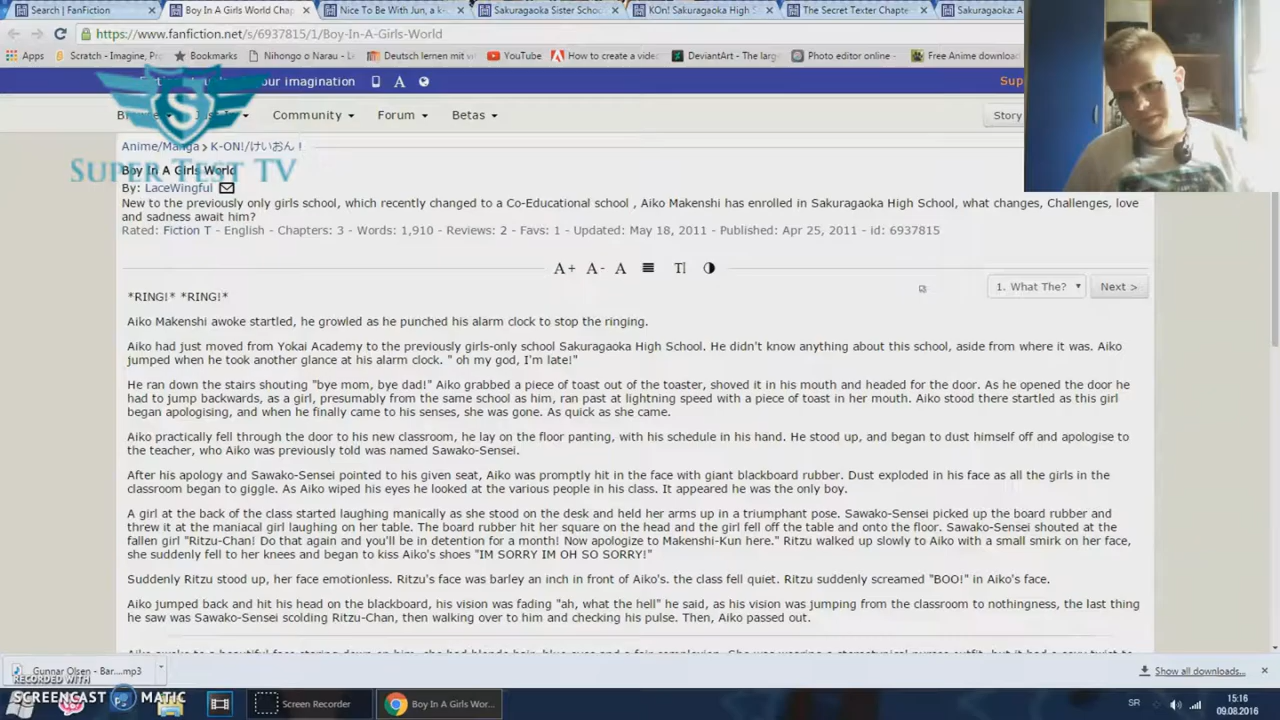 Search | FanFiction
Boy In A Girls World Chap
Nice To Be With Jun, a k-
Sakuragaoka Sister Schoo
KOn! Sakuragaoka High S
The Secret Texter Chapte
Sakuragaoka: A
https://www.fanfiction.net/s/6937815/1/Boy-In-A-Girls-World
Apps
Scratch - Imagine, Pro
Bookmarks
Nihongo o Narau - Le
Deutsch lernen mit vi
YouTube
How to create a video
DeviantArt - The larg
Photo editor online -
Free Anime download
our imagination
A
Sup
Community
Forum
Betas
Story
S
SUPER TEST TV
Anime/Manga > K-ON!/けいおん！
Boy In A Girls World
By: LaceWingful
New to the previously only girls school, which recently changed to a Co-Educational school , Aiko Makenshi has enrolled in Sakuragaoka High School, what changes, Challenges, love
and sadness await him?
Rated: Fiction T - English - Chapters: 3 - Words: 1,910 - Reviews: 2 - Favs: 1 - Updated: May 18, 2011 - Published: Apr 25, 2011 - id: 6937815
A+ A- A
1. What The? Next >
*RING!* *RING!*
Aiko Makenshi awoke startled, he growled as he punched his alarm clock to stop the ringing.
Aiko had just moved from Yokai Academy to the previously girls-only school Sakuragaoka High School. He didn't know anything about this school, aside from where it was. Aiko
jumped when he took another glance at his alarm clock. " oh my god, I'm late!"
He ran down the stairs shouting "bye mom, bye dad!" Aiko grabbed a piece of toast out of the toaster, shoved it in his mouth and headed for the door. As he opened the door he
had to jump backwards, as a girl, presumably from the same school as him, ran past at lightning speed with a piece of toast in her mouth. Aiko stood there startled as this girl
began apologising, and when he finally came to his senses, she was gone. As quick as she came.
Aiko practically fell through the door to his new classroom, he lay on the floor panting, with his schedule in his hand. He stood up, and began to dust himself off and apologise to
the teacher, who Aiko was previously told was named Sawako-Sensei.
After his apology and Sawako-Sensei pointed to his given seat, Aiko was promptly hit in the face with giant blackboard rubber. Dust exploded in his face as all the girls in the
classroom began to giggle. As Aiko wiped his eyes he looked at the various people in his class. It appeared he was the only boy.
A girl at the back of the class started laughing manically as she stood on the desk and held her arms up in a triumphant pose. Sawako-Sensei picked up the board rubber and
threw it at the maniacal girl laughing on her table. The board rubber hit her square on the head and the girl fell off the table and onto the floor. Sawako-Sensei shouted at the
fallen girl "Ritzu-Chan! Do that again and you'll be in detention for a month! Now apologize to Makenshi-Kun here." Ritzu walked up slowly to Aiko with a small smirk on her face,
she suddenly fell to her knees and began to kiss Aiko's shoes "IM SORRY IM OH SO SORRY!"
Suddenly Ritzu stood up, her face emotionless. Ritzu's face was barley an inch in front of Aiko's. the class fell quiet. Ritzu suddenly screamed "BOO!" in Aiko's face.
Aiko jumped back and hit his head on the blackboard, his vision was fading "ah, what the hell" he said, as his vision was jumping from the classroom to nothingness, the last thing
he saw was Sawako-Sensei scolding Ritzu-Chan, then walking over to him and checking his pulse. Then, Aiko passed out.
Gunnar Olsen - Bar....mp3
Show all downloads...
RECORDED WITH
SCREENCAST MATIC
Screen Recorder
Boy In A Girls Wor...
SR
15:16
09.08.2016